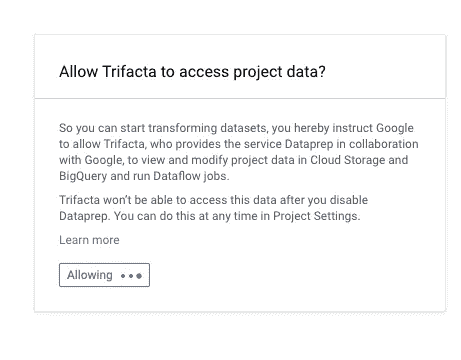 Allow Trifacta to access project data?
So you can start transforming datasets, you hereby instruct Google
to allow Trifacta, who provides the service Dataprep in collaboration
with Google, to view and modify project data in Cloud Storage and
BigQuery and run Dataflow jobs.
Trifacta won't be able to access this data after you disable
Dataprep. You can do this at any time in Project Settings.
Learn more
Allowing